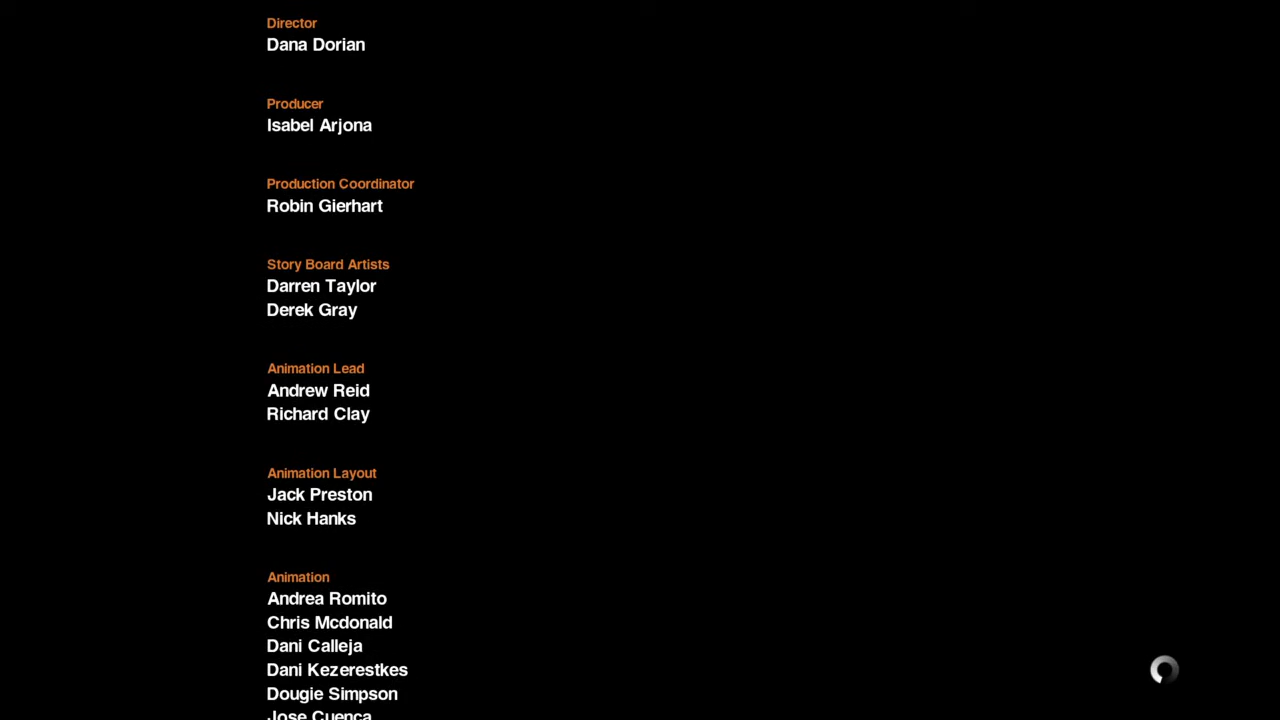 Director
Dana Dorian
Producer
Isabel Arjona
Production Coordinator
Robin Gierhart
Story Board Artists
Darren Taylor
Derek Gray
Animation Lead
Andrew Reid
Richard Clay
Animation Layout
Jack Preston
Nick Hanks
Animation
Andrea Romito
Chris Mcdonald
Dani Calleja
Dani Kezerestkes
Dougie Simpson
Jose Cuenca